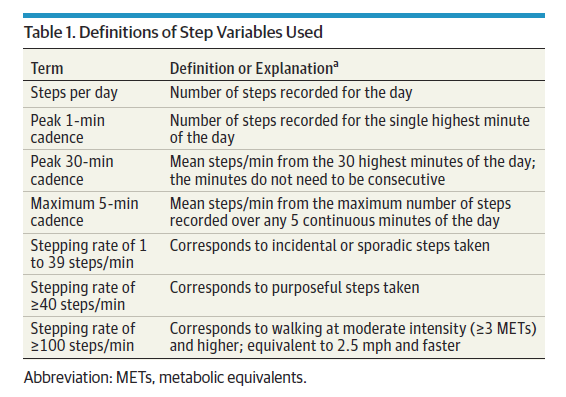 Table 1. Definitions of Step Variables Used
Term Definition or Explanationª
Steps per day Number of steps recorded for the day
Peak 1-min Number of steps recorded for the single highest minute
cadence of the day
Peak 30-min Mean steps/min from the 30 highest minutes of the day;
cadence the minutes do not need to be consecutive
Maximum 5-min Mean steps/min from the maximum number of steps
cadence recorded over any 5 continuous minutes of the day
Stepping rate of 1 Corresponds to incidental or sporadic steps taken
to 39 steps/min
Stepping rate of Corresponds to purposeful steps taken
≥40 steps/min
Stepping rate of Corresponds to walking at moderate intensity (≥3 METs)
≥100 steps/min and higher; equivalent to 2.5 mph and faster
Abbreviation: METs, metabolic equivalents.